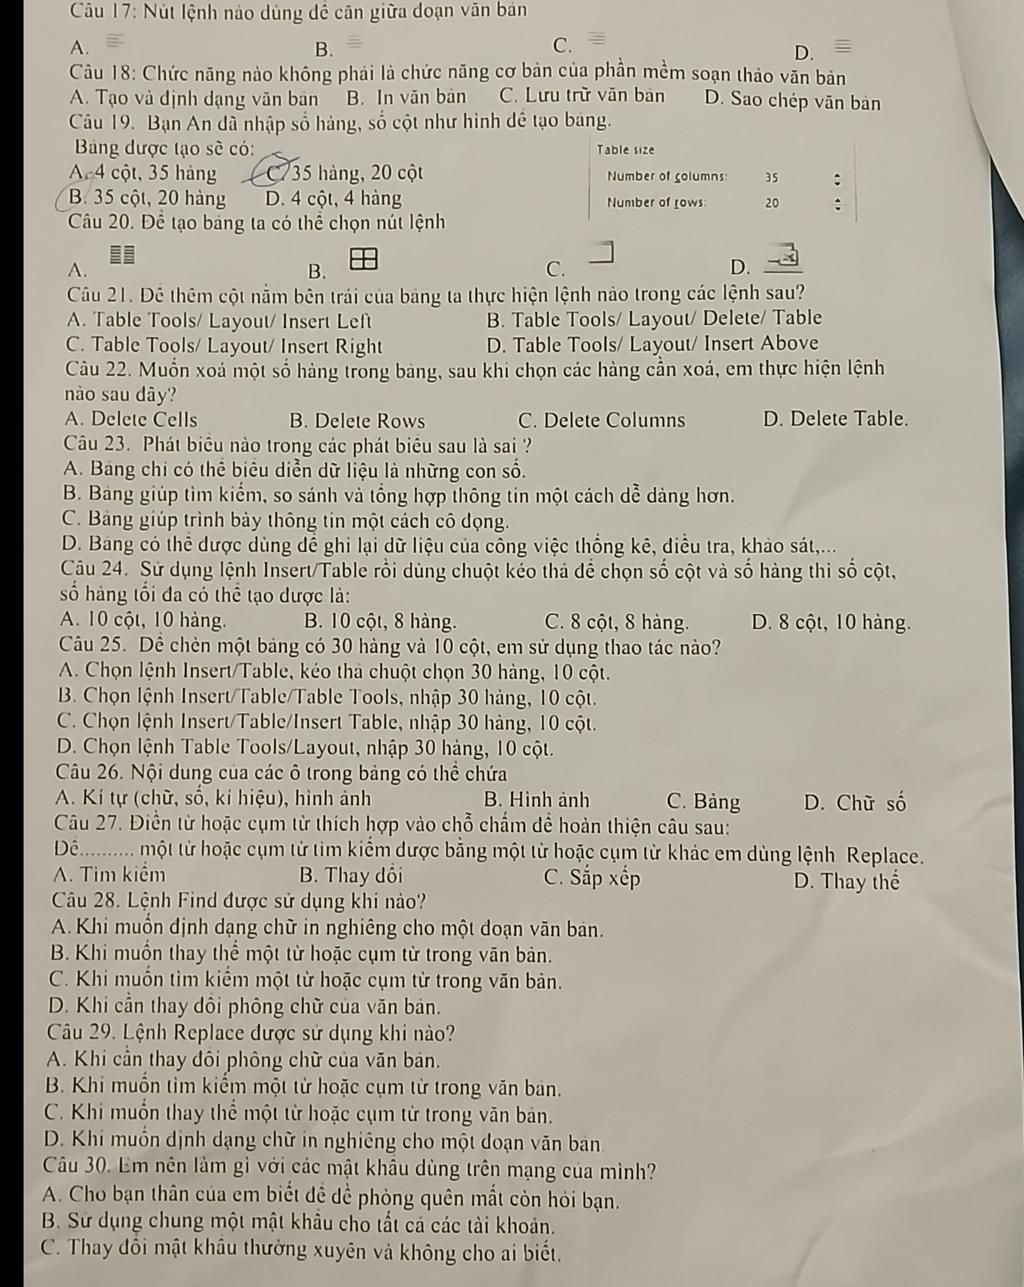 Câu 17: Nút lệnh nào dùng để căn giữa đoạn văn bản
A. B. C. D.
Câu 18: Chức năng nào không phải là chức năng cơ bản của phần mềm soạn thảo văn bản
A. Tạo và định dạng văn bản B. In văn bản C. Lưu trữ văn bản D. Sao chép văn bản
Câu 19. Bạn An đã nhập số hàng, số cột như hình để tạo bảng.
Bảng được tạo sẽ có:
A. 4 cột, 35 hàng C. 35 hàng, 20 cột
B. 35 cột, 20 hàng D. 4 cột, 4 hàng
Table size
Number of columns: 35
Number of rows: 20
Câu 20. Để tạo bảng ta có thể chọn nút lệnh
A. B. C. D.
Câu 21. Để thêm cột nằm bên trái của bảng ta thực hiện lệnh nào trong các lệnh sau?
A. Table Tools/ Layout/ Insert Left B. Table Tools/ Layout/ Delete/ Table
C. Table Tools/ Layout/ Insert Right D. Table Tools/ Layout/ Insert Above
Câu 22. Muốn xoá một số hàng trong bảng, sau khi chọn các hàng cần xoá, em thực hiện lệnh
nào sau đây?
A. Delete Cells B. Delete Rows C. Delete Columns D. Delete Table.
Câu 23. Phát biểu nào trong các phát biểu sau là sai ?
A. Bảng chỉ có thể biểu diễn dữ liệu là những con số.
B. Bảng giúp tìm kiếm, so sánh và tổng hợp thông tin một cách dễ dàng hơn.
C. Bảng giúp trình bày thông tin một cách cô đọng.
D. Bảng có thể được dùng để ghi lại dữ liệu của công việc thống kê, điều tra, khảo sát,...
Câu 24. Sử dụng lệnh Insert/Table rồi dùng chuột kéo thả để chọn số cột và số hàng thì số cột,
số hàng tối đa có thể tạo được là:
A. 10 cột, 10 hàng. B. 10 cột, 8 hàng. C. 8 cột, 8 hàng. D. 8 cột, 10 hàng.
Câu 25. Để chèn một bảng có 30 hàng và 10 cột, em sử dụng thao tác nào?
A. Chọn lệnh Insert/Table, kéo thả chuột chọn 30 hàng, 10 cột.
B. Chọn lệnh Insert/Table/Table Tools, nhập 30 hàng, 10 cột.
C. Chọn lệnh Insert/Table/Insert Table, nhập 30 hàng, 10 cột.
D. Chọn lệnh Table Tools/Layout, nhập 30 hàng, 10 cột.
Câu 26. Nội dung của các ô trong bảng có thể chứa
A. Kí tự (chữ, số, kí hiệu), hình ảnh B. Hình ảnh C. Bảng D. Chữ số
Câu 27. Điền từ hoặc cụm từ thích hợp vào chỗ chấm để hoàn thiện câu sau:
Để.......... một từ hoặc cụm từ tìm kiếm được bằng một từ hoặc cụm từ khác em dùng lệnh Replace.
A. Tìm kiếm B. Thay đổi C. Sắp xếp D. Thay thế
Câu 28. Lệnh Find được sử dụng khi nào?
A. Khi muốn định dạng chữ in nghiêng cho một đoạn văn bản.
B. Khi muốn thay thế một từ hoặc cụm từ trong văn bản.
C. Khi muốn tìm kiếm một từ hoặc cụm từ trong văn bản.
D. Khi cần thay đổi phông chữ của văn bản.
Câu 29. Lệnh Replace được sử dụng khi nào?
A. Khi cần thay đổi phông chữ của văn bản.
B. Khi muốn tìm kiếm một từ hoặc cụm từ trong văn bản.
C. Khi muốn thay thế một từ hoặc cụm từ trong văn bản.
D. Khi muốn định dạng chữ in nghiêng cho một đoạn văn bản
Câu 30. Em nên làm gì với các mật khẩu dùng trên mạng của mình?
A. Cho bạn thân của em biết để đề phòng quên mất còn hỏi bạn.
B. Sử dụng chung một mật khẩu cho tất cả các tài khoản.
C. Thay đổi mật khẩu thường xuyên và không cho ai biết.